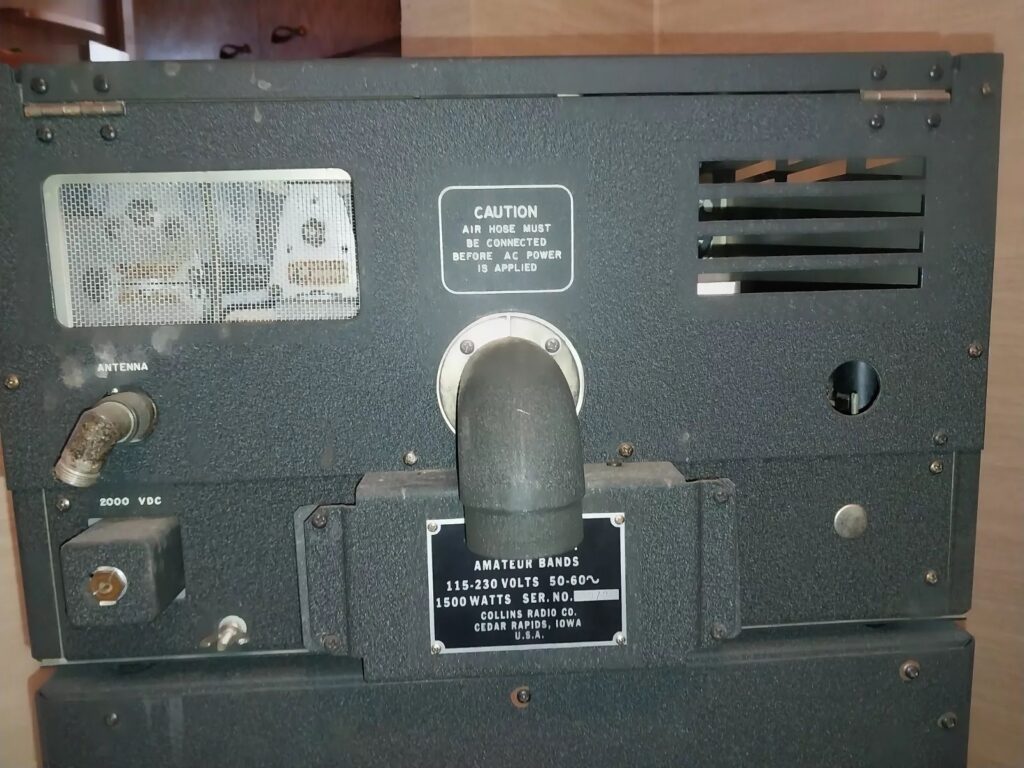 CAUTION
AIR HOSE MUST
BE CONNECTED
BEFORE AC POWER
IS APPLIED
ANTENNA
2000 VDC
AMATEUR BANDS
115-230 VOLTS 50-60~
1500 WATTS SER. NO.
COLLINS RADIO CO.
CEDAR RAPIDS, IOWA
U.S.A.